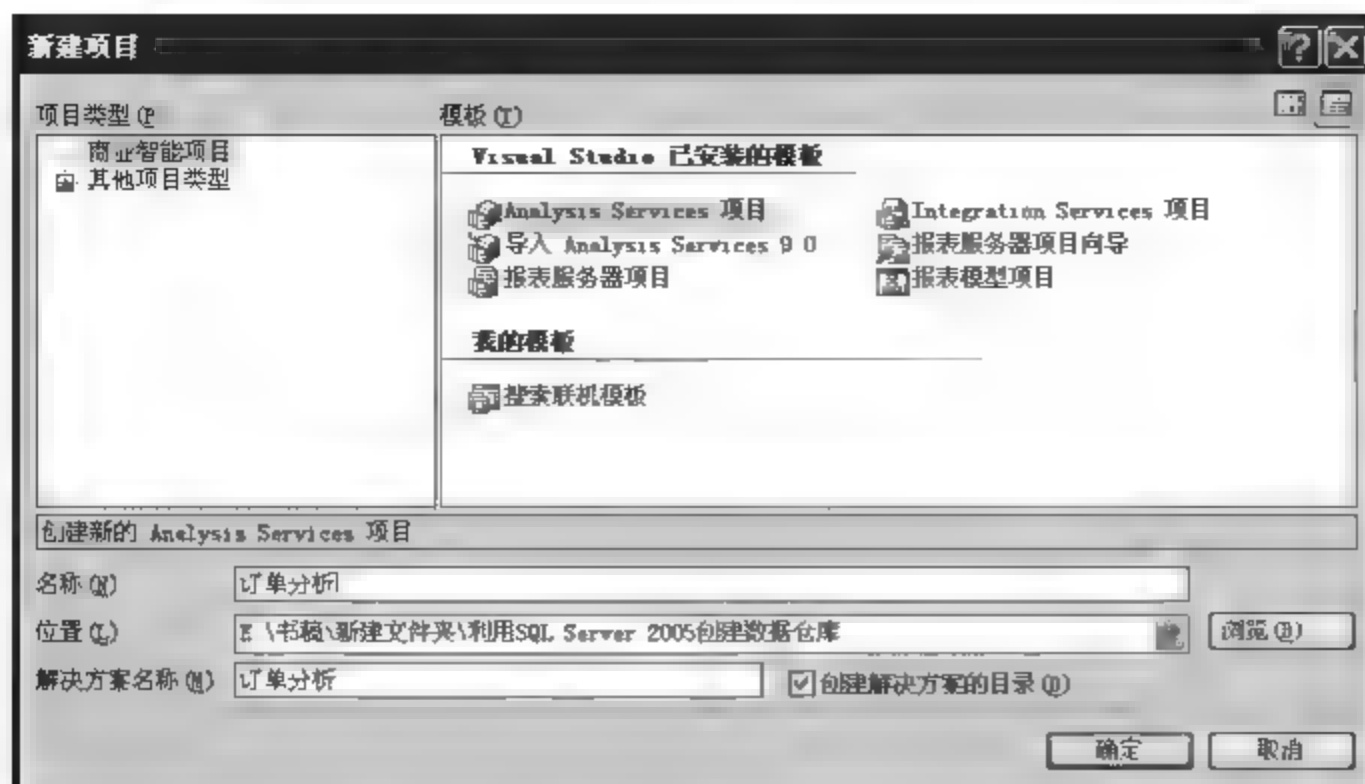 新建项目
项目类型(P
模板(T)
商业智能项目
其他项目类型
Visual Studio 已安装的模板
Analysis Services 项目
Integration Services 项目
导入 Analysis Services 9 0
报表服务器项目向导
报表服务器项目
报表模型项目
我的模板
搜索联机模板
创建新的 Analysis Services 项目
名称(N)
订单分析
位置(L)
E \书稿\新建文件夹\利用SQL Server 2005创建数据仓库
浏览(B)
解决方案名称(M)
订单分析
创建解决方案的目录(D)
确定
取消